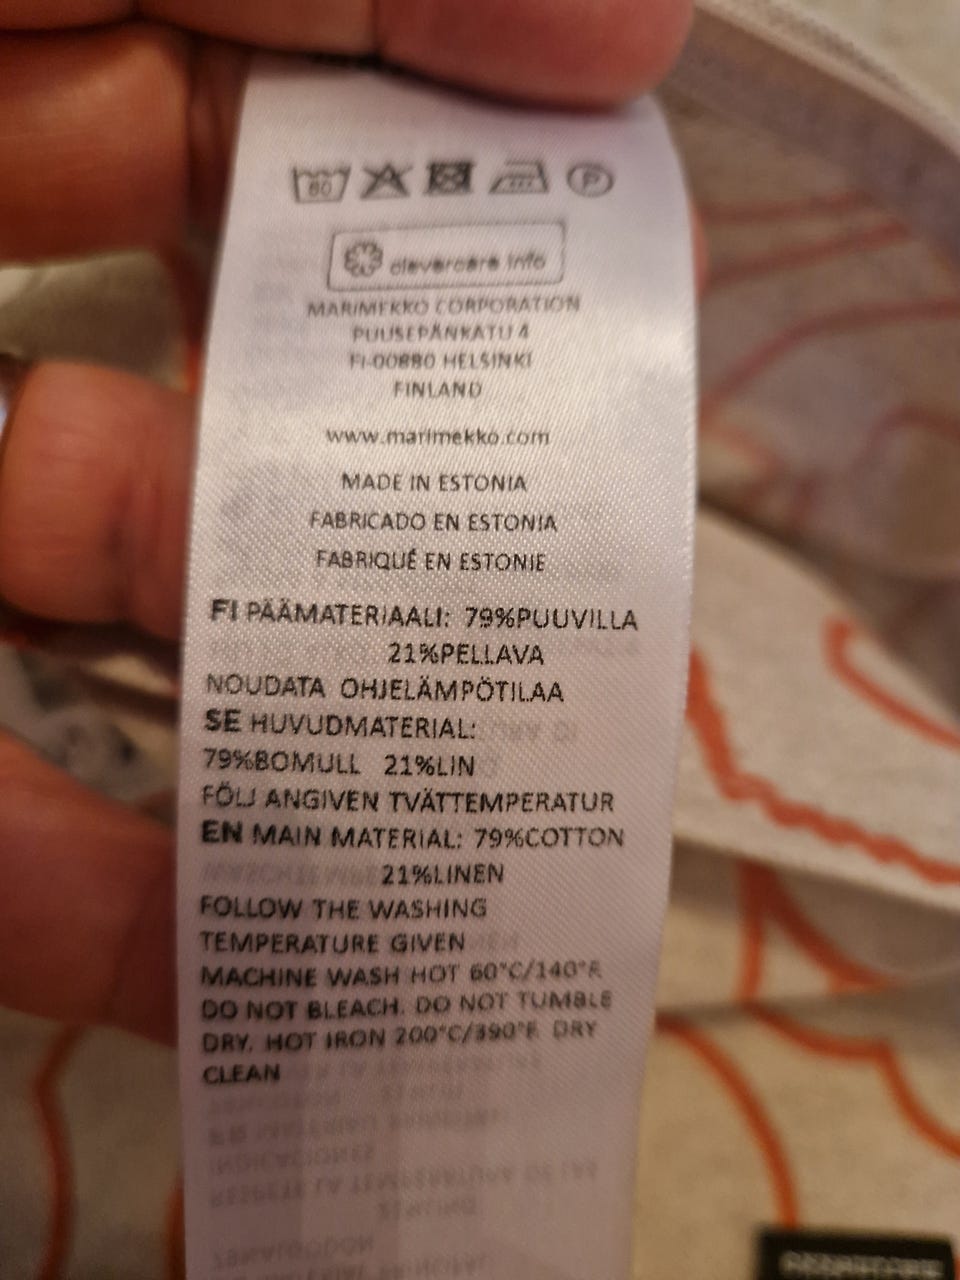 60
P
clevercare.info
MARIMEKKO CORPORATION
PUUSEPÄNKATU 4
FI-00880 HELSINKI
FINLAND
www.marimekko.com
MADE IN ESTONIA
FABRICADO EN ESTONIA
FABRIQUÉ EN ESTONIE
FI PÄÄMATERIAALI: 79%PUUVILLA
21%PELLAVA
NOUDATA OHJELÄMPÖTILAA
SE HUVUDMATERIAL:
79%BOMULL 21%LIN
FÖLJ ANGIVEN TVÄTTEMPERATUR
EN MAIN MATERIAL: 79%COTTON
21%LINEN
FOLLOW THE WASHING
TEMPERATURE GIVEN
MACHINE WASH HOT 60°C/140°F.
DO NOT BLEACH. DO NOT TUMBLE
DRY. HOT IRON 200°C/390°F. DRY
CLEAN